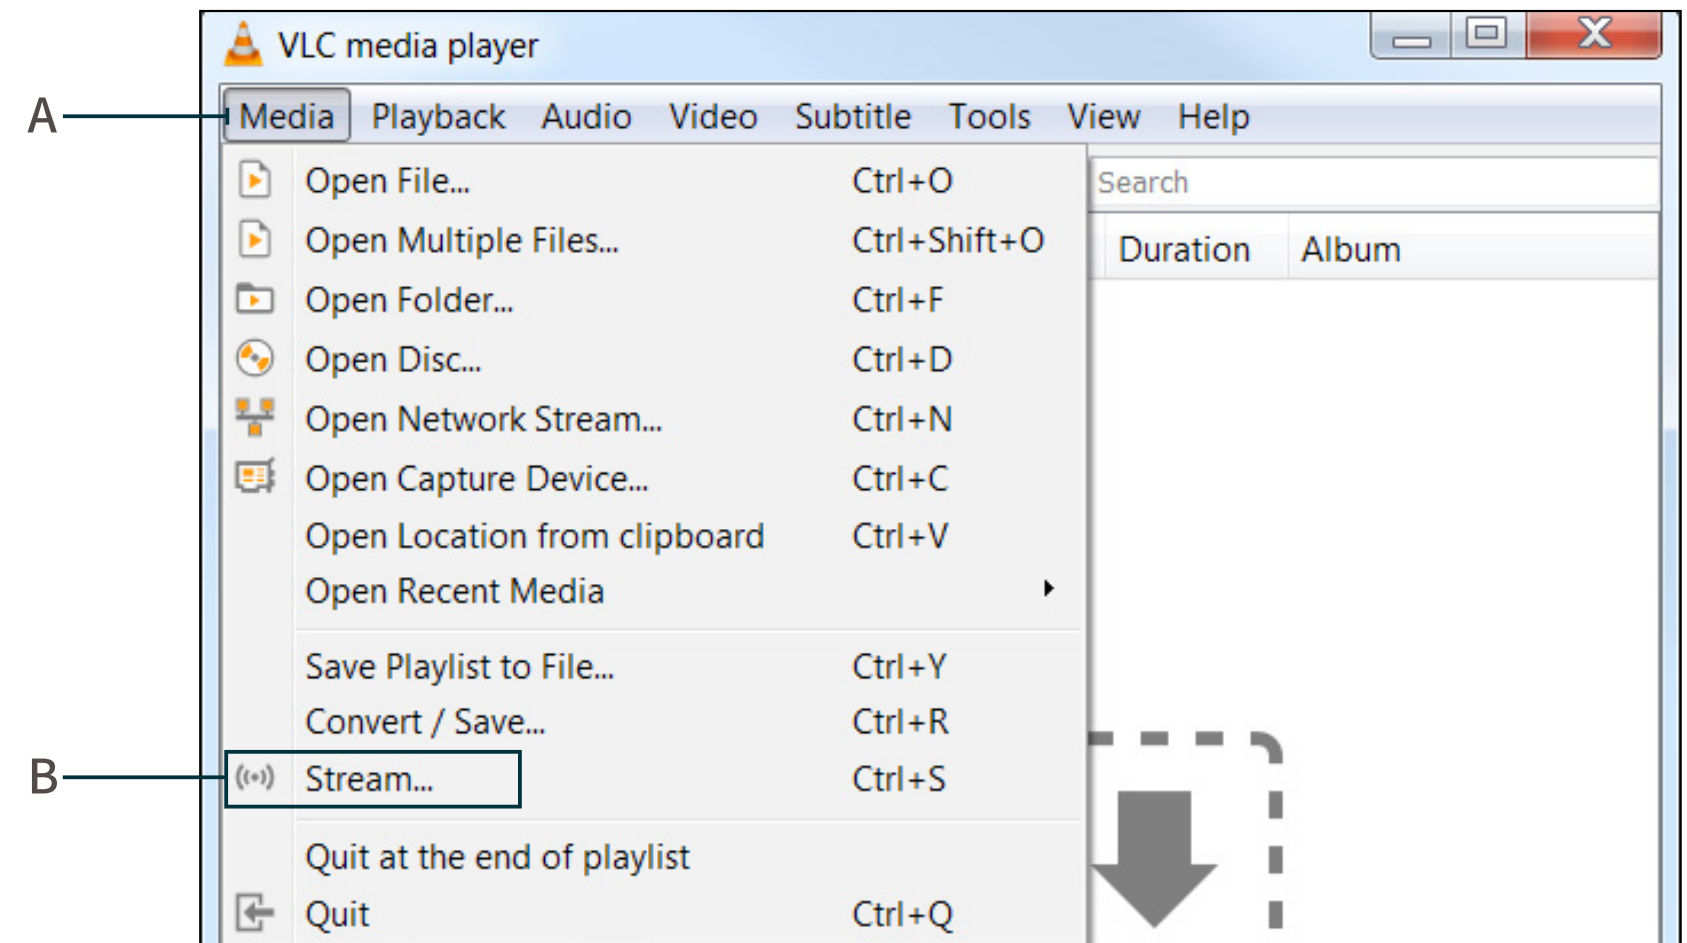 VLC media player
A
Media Playback Audio Video Subtitle Tools View Help
Open File... Ctrl+O
Search
Open Multiple Files... Ctrl+Shift+O
Duration Album
Open Folder... Ctrl+F
Open Disc... Ctrl+D
Open Network Stream... Ctrl+N
Open Capture Device... Ctrl+C
Open Location from clipboard Ctrl+V
Open Recent Media
Save Playlist to File... Ctrl+Y
Convert / Save... Ctrl+R
B
Stream... Ctrl+S
Quit at the end of playlist
Quit Ctrl+Q